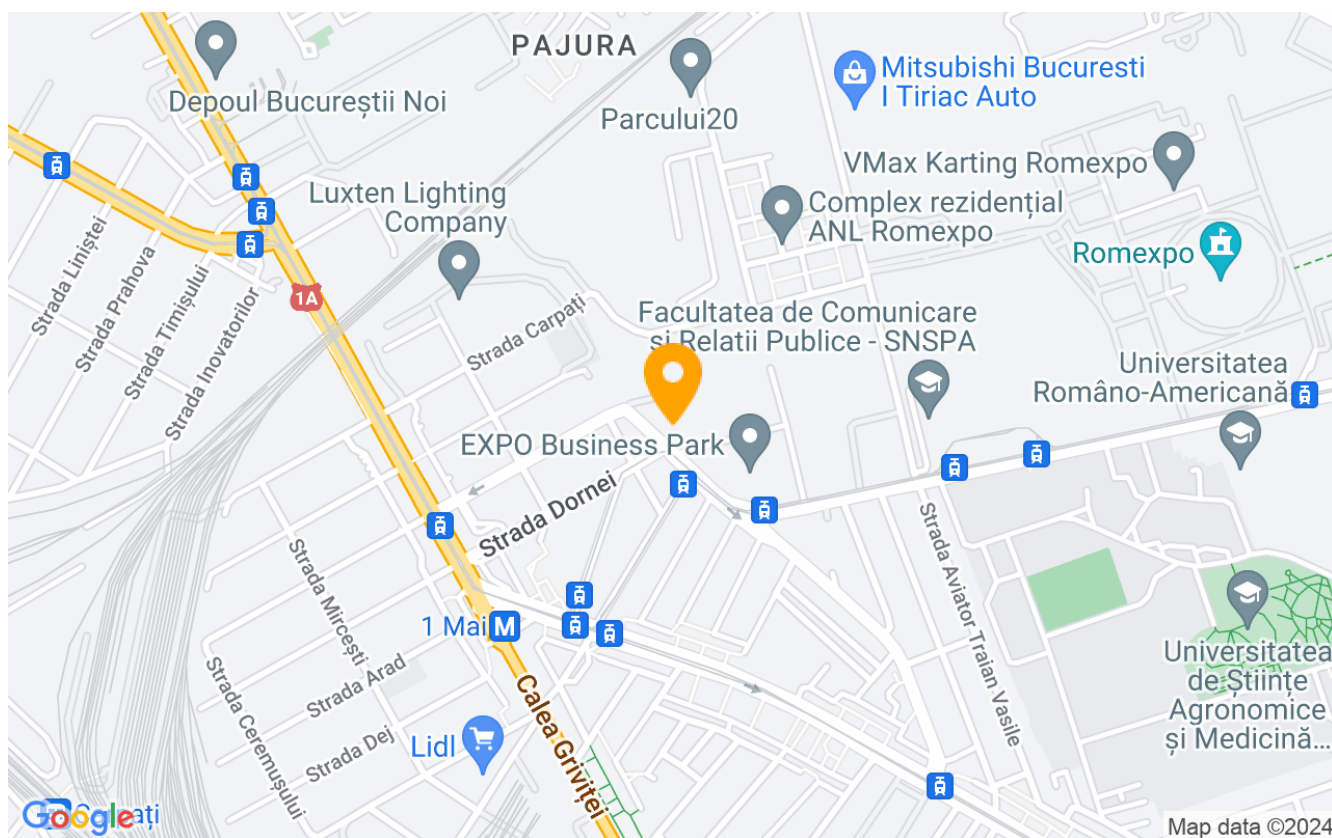 PAJURA
Depoul Bucureștii Noi
Parcului20
Mitsubishi Bucuresti
I Tiriac Auto
VMax Karting Romexpo
Luxten Lighting
Company
Complex rezidențial
ANL Romexpo
Romexpo
Strada Liniștei
Strada Prahova
Strada Timișului
Strada Inovatorilor
1A
Strada Carpați
Facultatea de Comunicare
și Relatii Publice - SNSPA
Universitatea
Româno-Americană
EXPO Business Park
Strada Dornei
Strada Mircești
Strada Aviator Traian Vasile
1 Mai
M
Strada Arad
Strada Ceremușului
Strada Dej
Calea Griviței
Lidl
Universitatea
de Științe
Agronomice
și Medicină...
Google
Map data ©2024